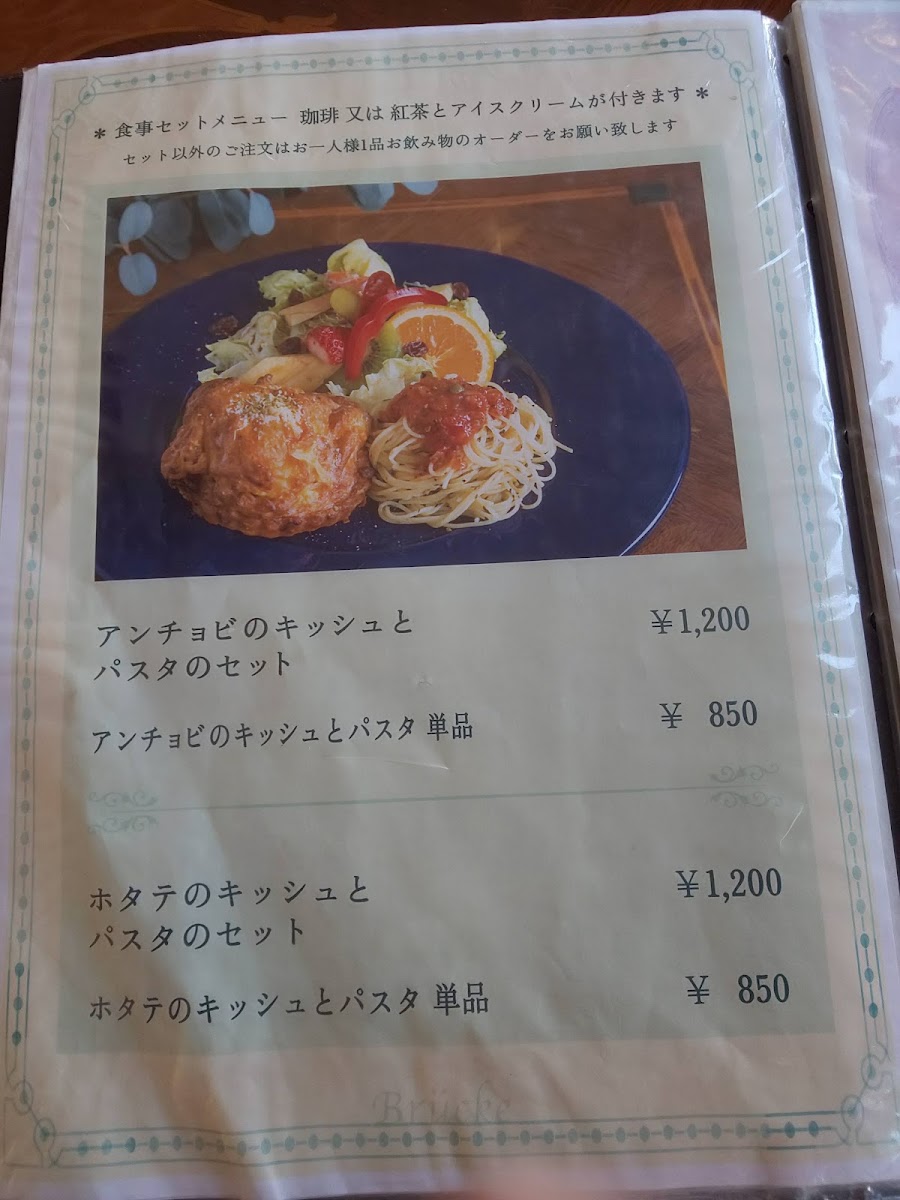 ＊ 食事セットメニュー 珈琲 又は 紅茶とアイスクリームが付きます ＊
セット以外のご注文はお一人様1品お飲み物のオーダーをお願い致します
アンチョビのキッシュと ￥1,200
パスタのセット
アンチョビのキッシュとパスタ 単品 ￥ 850
ホタテのキッシュと ￥1,200
パスタのセット
ホタテのキッシュとパスタ 単品 ￥ 850
Brücke